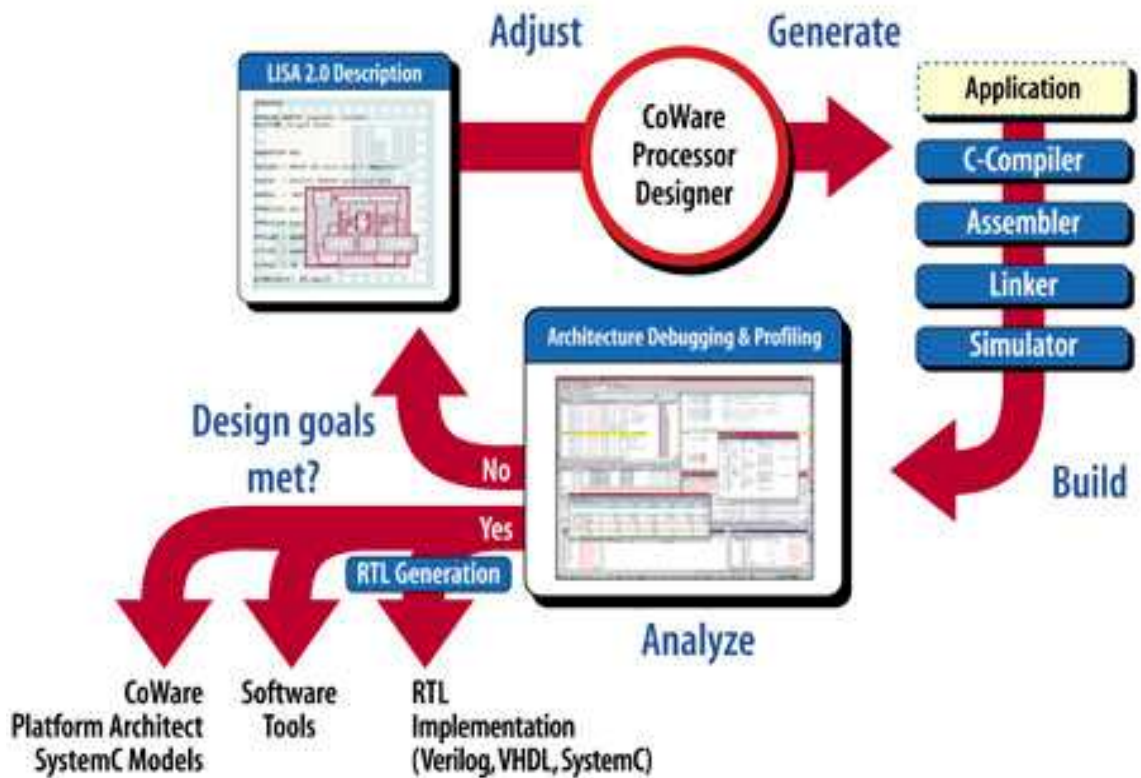 Adjust
Generate
LISA 2.0 Description
CoWare
Processor
Designer
Application
C-Compiler
Assembler
Linker
Simulator
Build
Architecture Debugging & Profiling
Analyze
Design goals
met?
No
Yes
RTL Generation
CoWare
Platform Architect
SystemC Models
Software
Tools
RTL
Implementation
(Verilog, VHDL, SystemC)